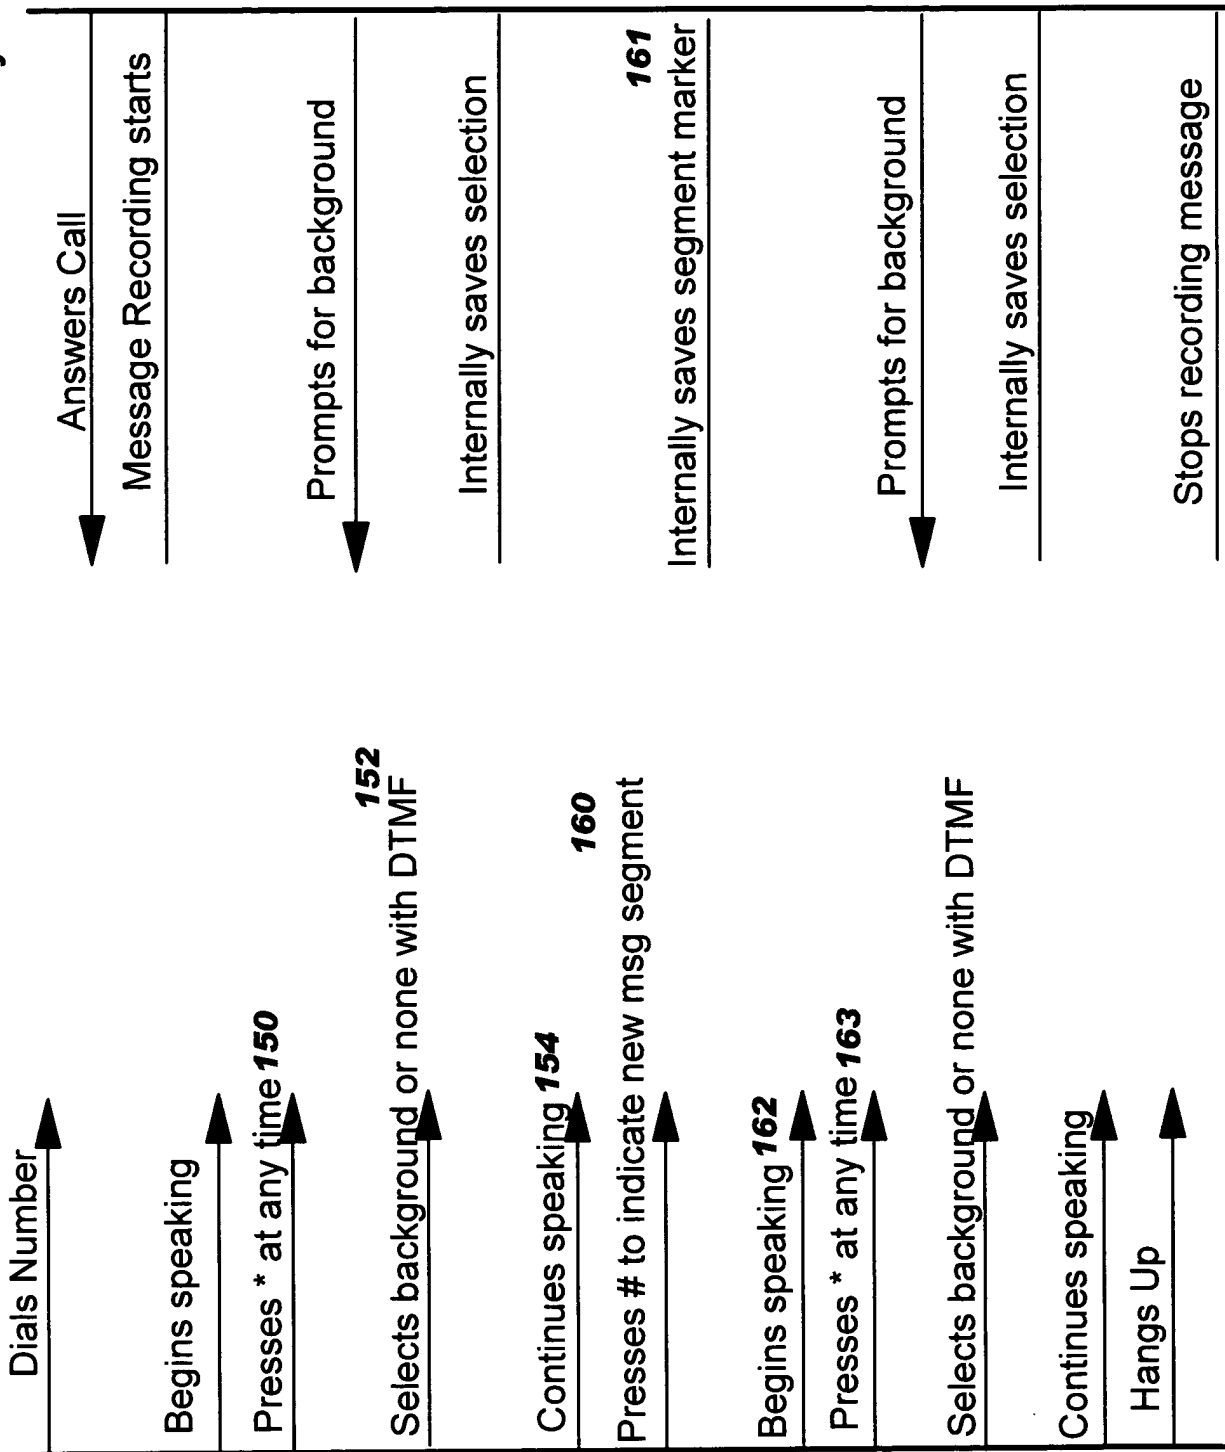 Dials Number
Answers Call
Message Recording starts
Begins speaking
Presses * at any time 150
Prompts for background
152
Selects background or none with DTMF
Internally saves selection
Continues speaking 154
160
Presses # to indicate new msg segment
161
Internally saves segment marker
Begins speaking 162
Presses * at any time 163
Prompts for background
Selects background or none with DTMF
Internally saves selection
Continues speaking
Hangs Up
Stops recording message